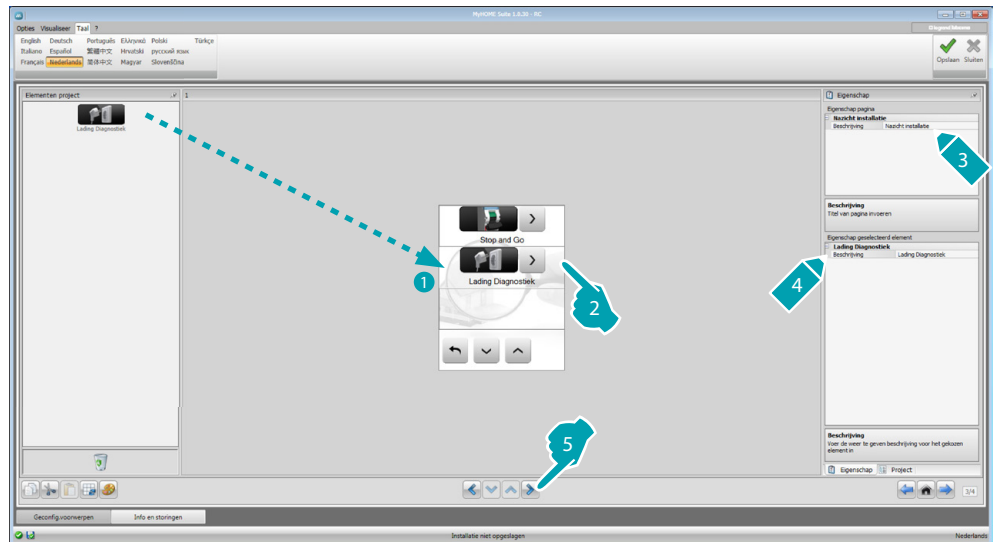 MyHOME Suite 1.0.20 - RC
Opties Visualiseer Taal ?
English Deutsch Português Ελληνικά Polski Türkçe
Italiano Español 繁體中文 Hrvatski русский язык
Français Nederlands 简体中文 Magyar Slovenščina
Opslaan Sluiten
Elementen project
1
Eigenschap
Lading Diagnostiek
Eigenschap pagina
Nazicht installatie
Beschrijving Nazicht installatie
3
Beschrijving
Titel van pagina invoeren
Stop and Go
Lading Diagnostiek
1
2
Eigenschap geselecteerd element
Lading Diagnostiek
Beschrijving Lading Diagnostiek
4
Beschrijving
Voer de weer te geven beschrijving voor het gekozen
element in
5
Eigenschap Project
3/4
Geconfig.voorwerpen Info en storingen
Installatie niet opgeslagen
Nederlands